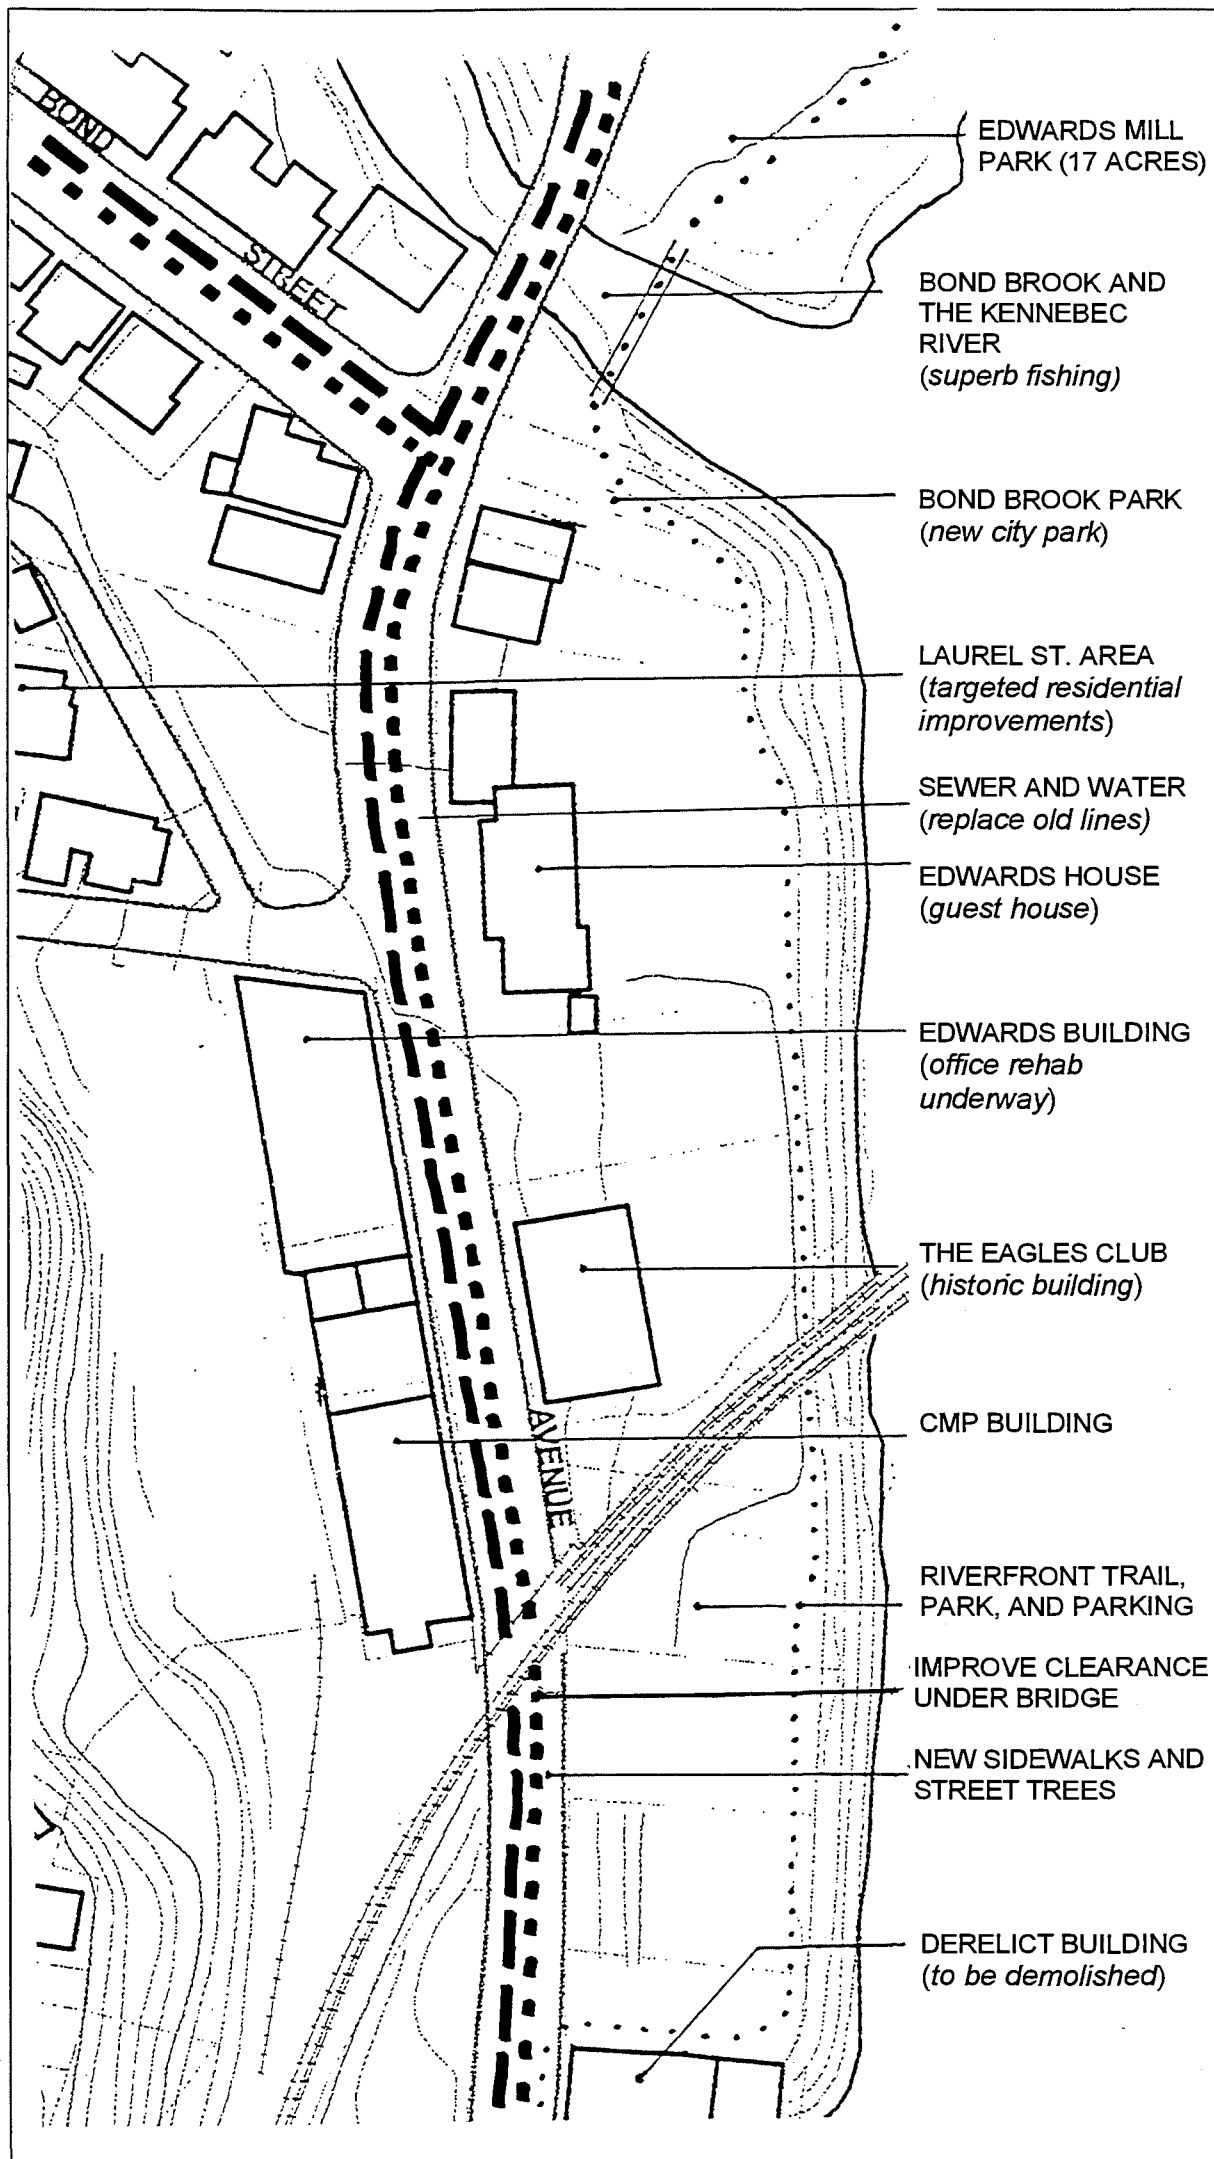 BOND
STREET
EDWARDS MILL
PARK (17 ACRES)
BOND BROOK AND
THE KENNEBEC
RIVER
(superb fishing)
BOND BROOK PARK
(new city park)
LAUREL ST. AREA
(targeted residential
improvements)
SEWER AND WATER
(replace old lines)
EDWARDS HOUSE
(guest house)
EDWARDS BUILDING
(office rehab
underway)
THE EAGLES CLUB
(historic building)
AVENUE
CMP BUILDING
RIVERFRONT TRAIL,
PARK, AND PARKING
IMPROVE CLEARANCE
UNDER BRIDGE
NEW SIDEWALKS AND
STREET TREES
DERELICT BUILDING
(to be demolished)